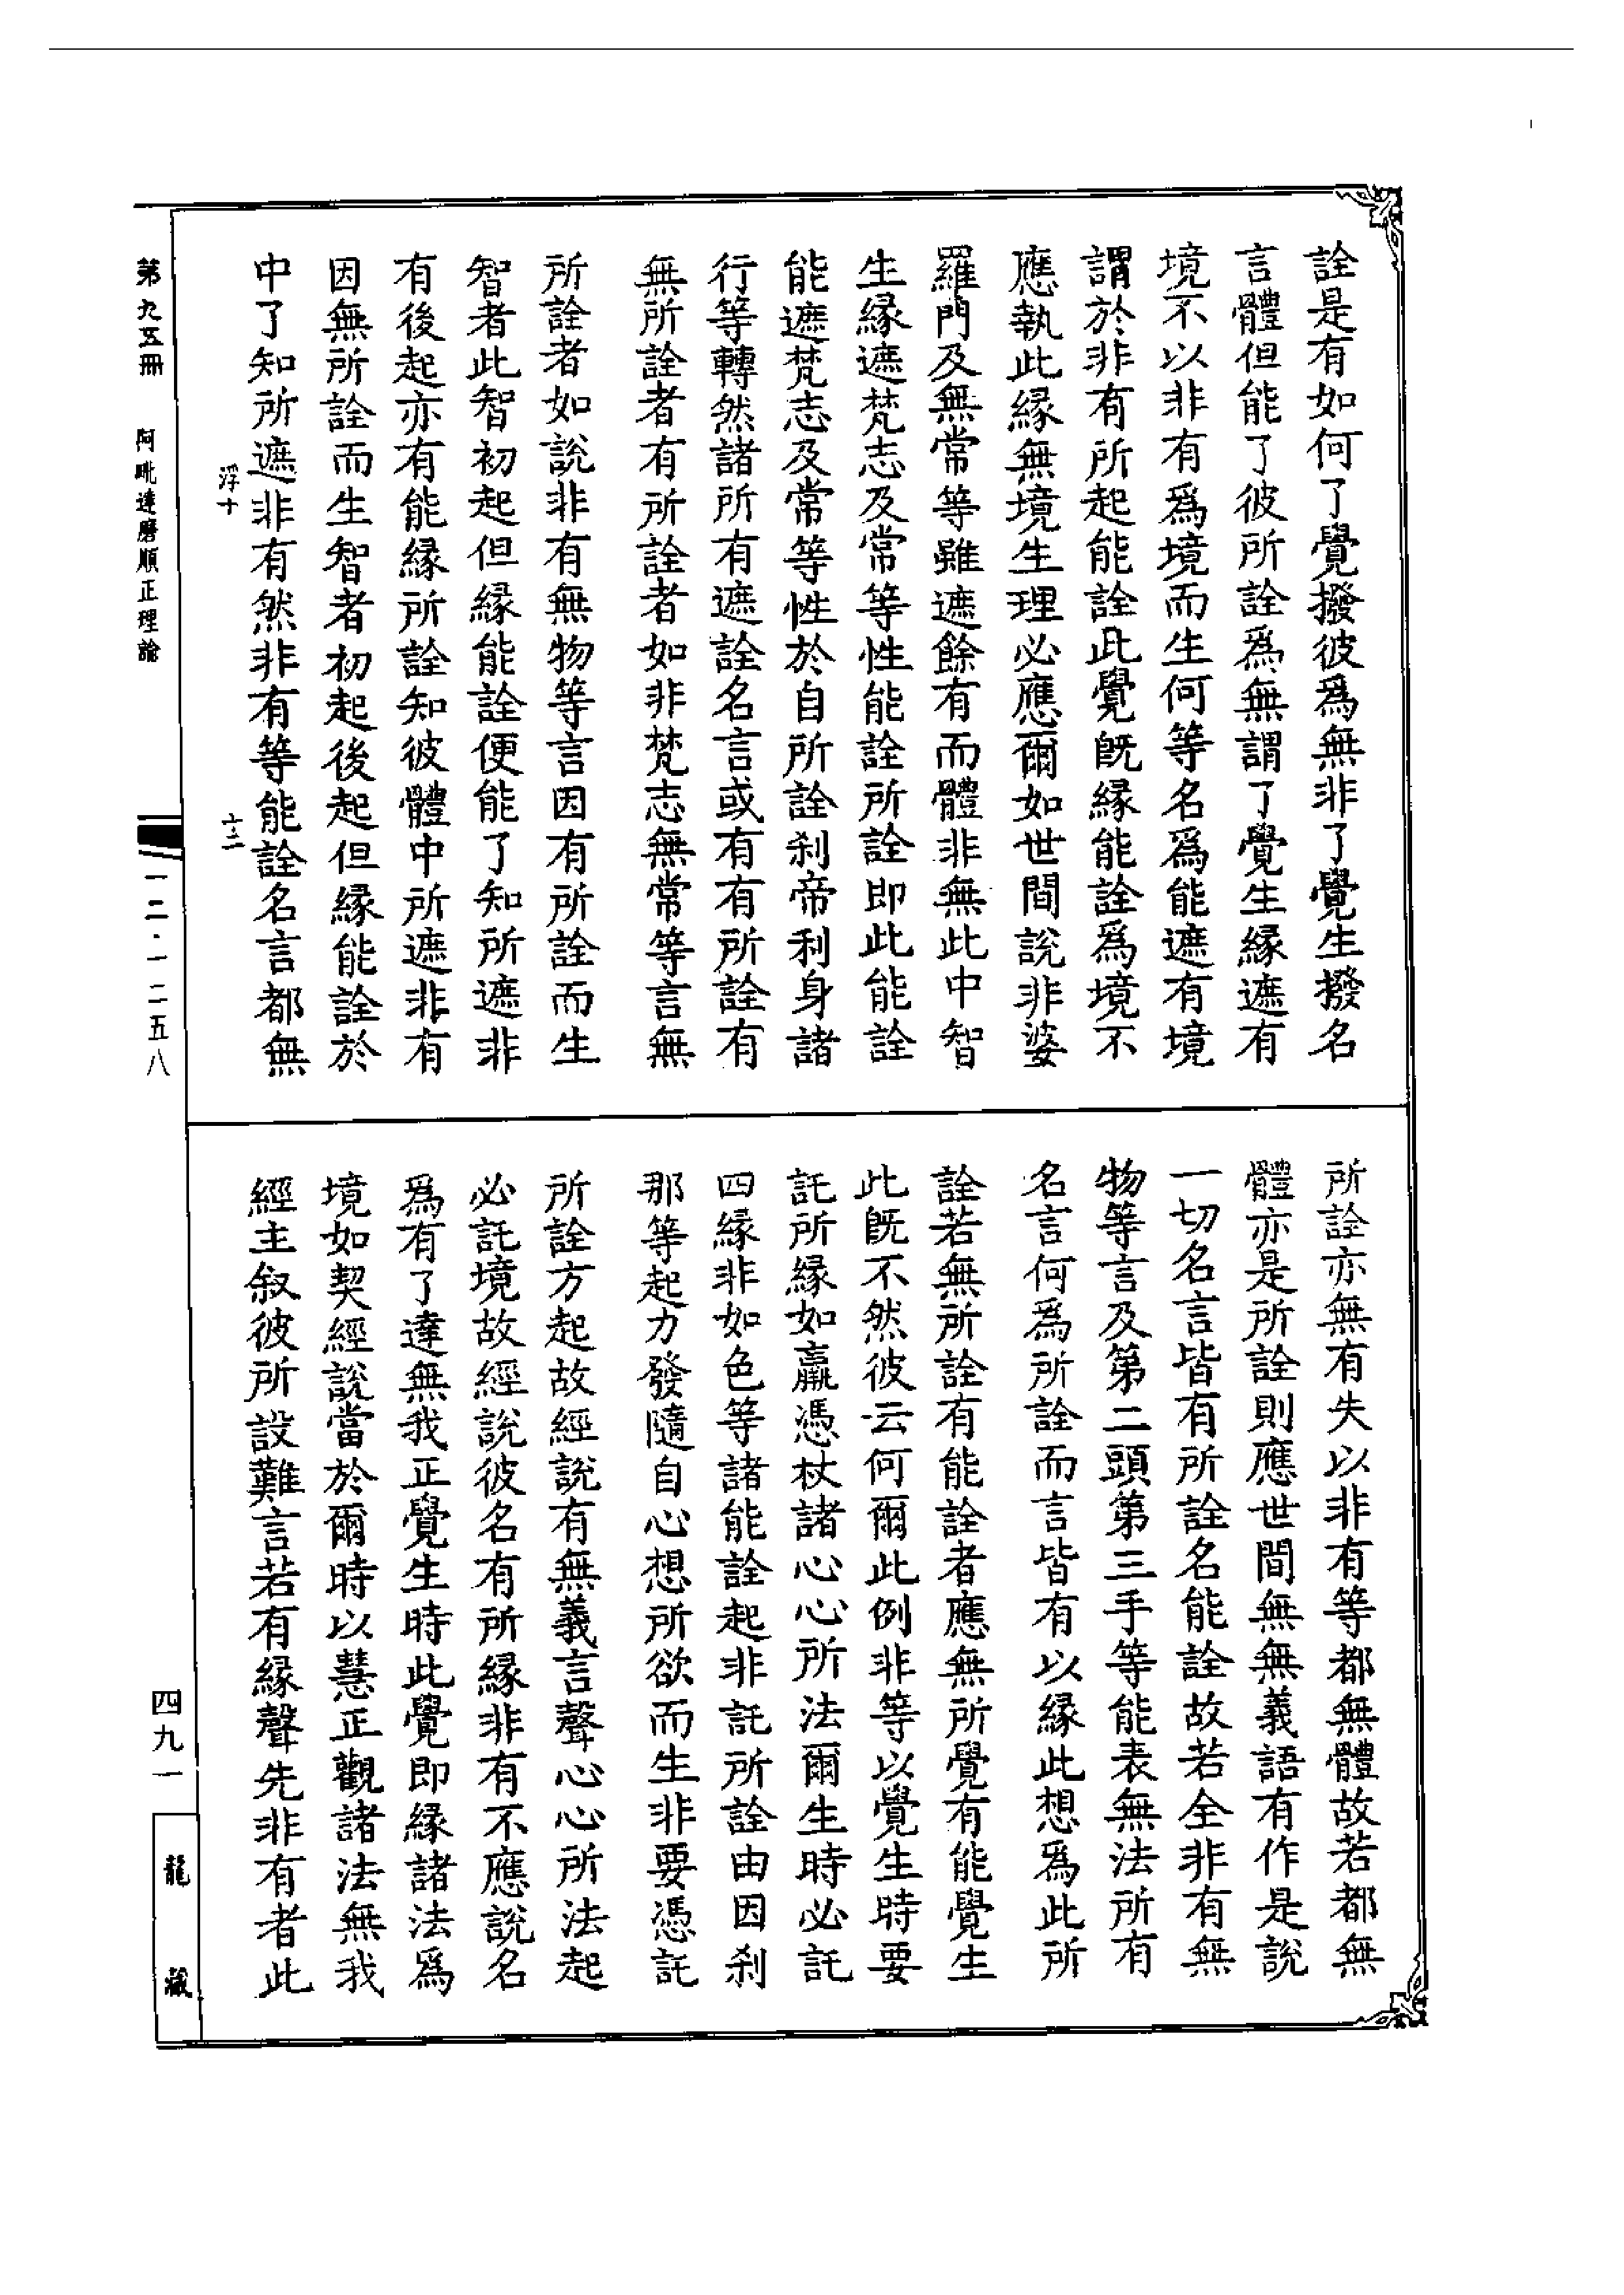 詮是有如何了覺撥彼爲無非了覺生撥名
言體但能了彼所詮爲無謂了覺生緣遮有
境不以非有爲境而生何等名爲能遮有境
謂於非有所起能詮此覺旣緣能詮爲境不
應執此緣無境生理必應爾如世間說非婆
羅門及無常等雖遮餘有而體非無此中智
生緣遮梵志及常等性能詮所詮即此能詮
能遮梵志及常等性於自所詮刹帝利身諸
行等轉然諸所有遮詮名言或有有所詮有
無所詮者有所詮者如非梵志無常等言無
所詮者如說非有無物等言因有所詮而生
智者此智初起但緣能詮便能了知所遮非
有後起亦有能緣所詮知彼體中所遮非有
因無所詮而生智者初起後起但緣能詮於
中了知所遮非有然非有等能詮名言都無
所詮亦無有失以非有等都無體故若都無
體亦是所詮則應世間無無義語有作是說
一切名言皆有所詮名能詮故若全非有無
物等言及第二頭第三手等能表無法所有
名言何爲所詮而言皆有以緣此想爲此所
詮若無所詮有能詮者應無所覺有能覺生
此旣不然彼云何爾此例非等以覺生時要
託所緣如羸憑杖諸心心所法爾生時必託
四緣非如色等諸能詮起非託所詮由因刹
那等起力發隨自心想所欲而生非要憑託
所詮方起故經說有無義言聲心心所法起
必託境故經說彼名有所緣非有不應說名
爲有了達無我正覺生時此覺即緣諸法爲
境如契經說當於爾時以慧正觀諸法無我
經主叙彼所設難言若有緣聲先非有者此
浮十
十二
第九五冊
阿毗達磨順正理論
一二·一二五八
四九一
龍藏